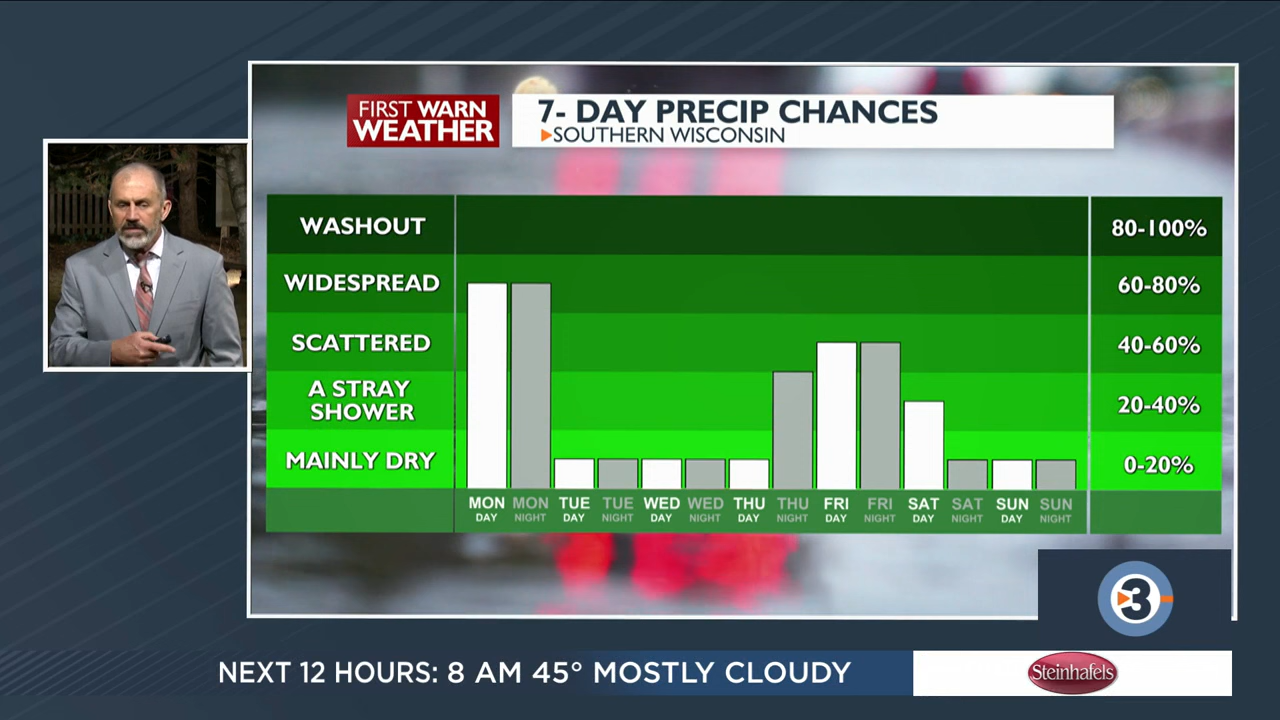 FIRST WARN
WEATHER
7- DAY PRECIP CHANCES
SOUTHERN WISCONSIN
WASHOUT
80-100%
WIDESPREAD
60-80%
SCATTERED
40-60%
A STRAY
SHOWER
20-40%
MAINLY DRY
0-20%
MON MON TUE TUE WED WED THU THU FRI FRI SAT SAT SUN SUN
DAY NIGHT DAY NIGHT DAY NIGHT DAY NIGHT DAY NIGHT DAY NIGHT DAY NIGHT
3
NEXT 12 HOURS: 8 AM 45° MOSTLY CLOUDY
Steinhafels